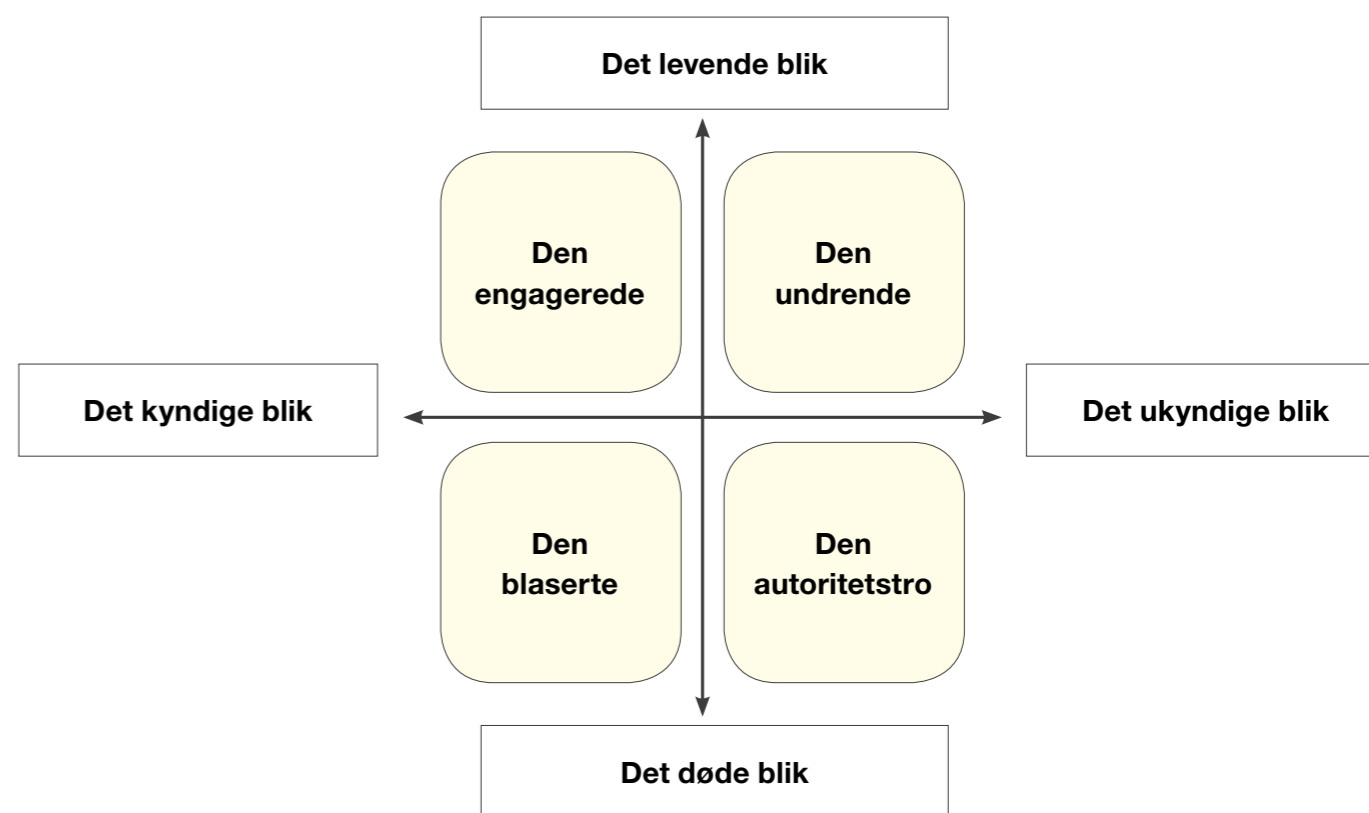 Det levende blik
Den
engagerede
Den
undrende
Det kyndige blik
Det ukyndige blik
Den
blaserte
Den
autoritetstro
Det døde blik